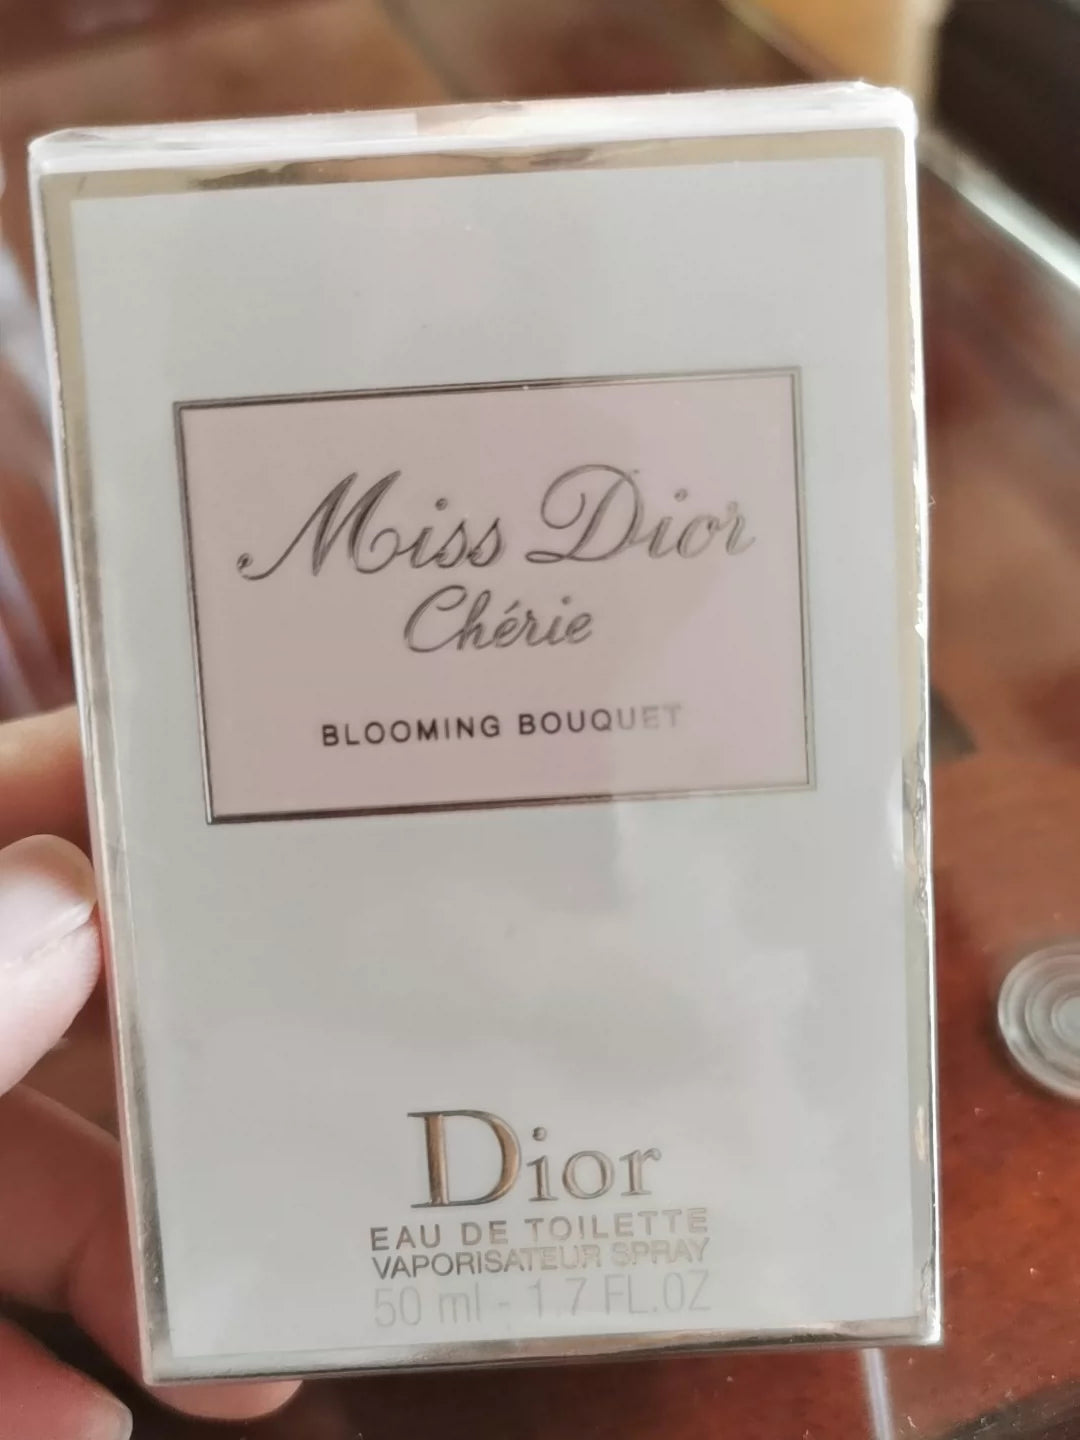 Miss Dior
Chérie
BLOOMING BOUQUET
Dior
EAU DE TOILETTE
VAPORISATEUR SPRAY
50 ml - 1.7 FL.OZ